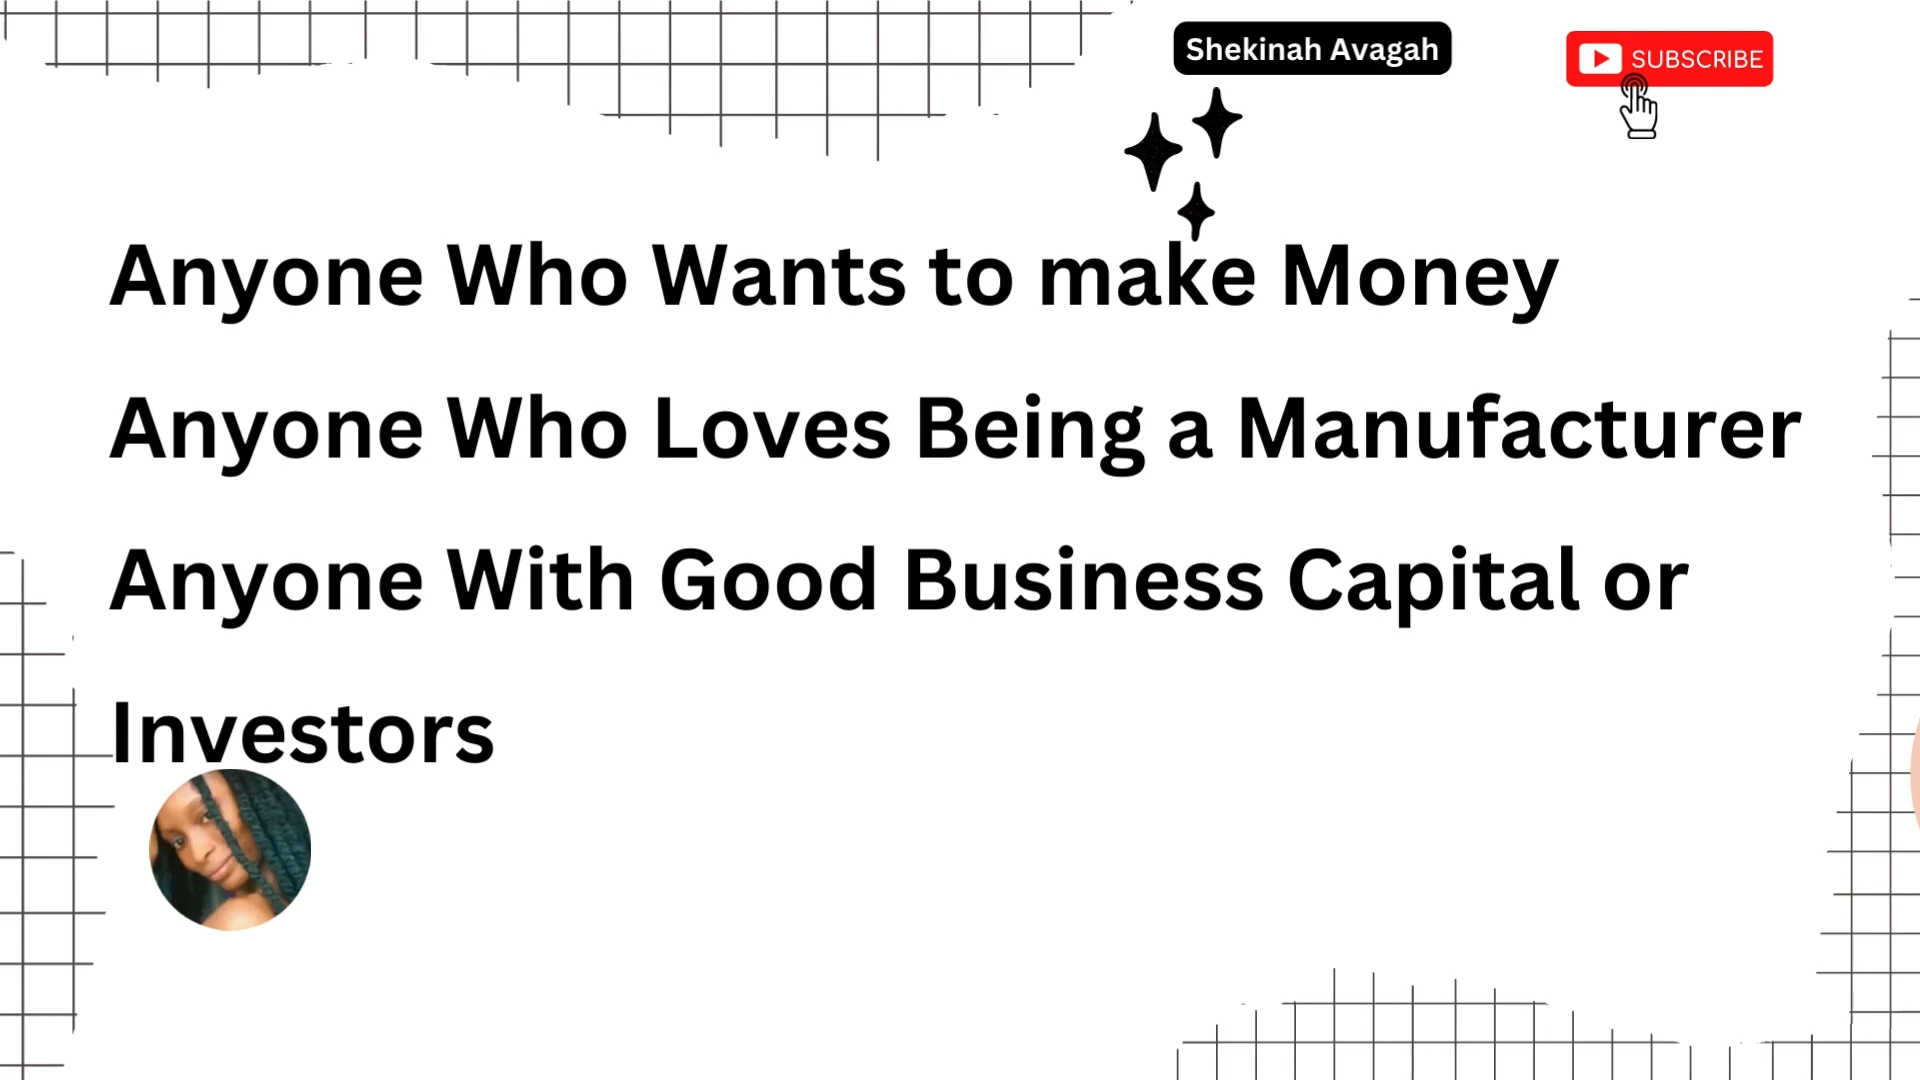 Shekinah Avagah
SUBSCRIBE
Anyone Who Wants to make Money
Anyone Who Loves Being a Manufacturer
Anyone With Good Business Capital or
Investors